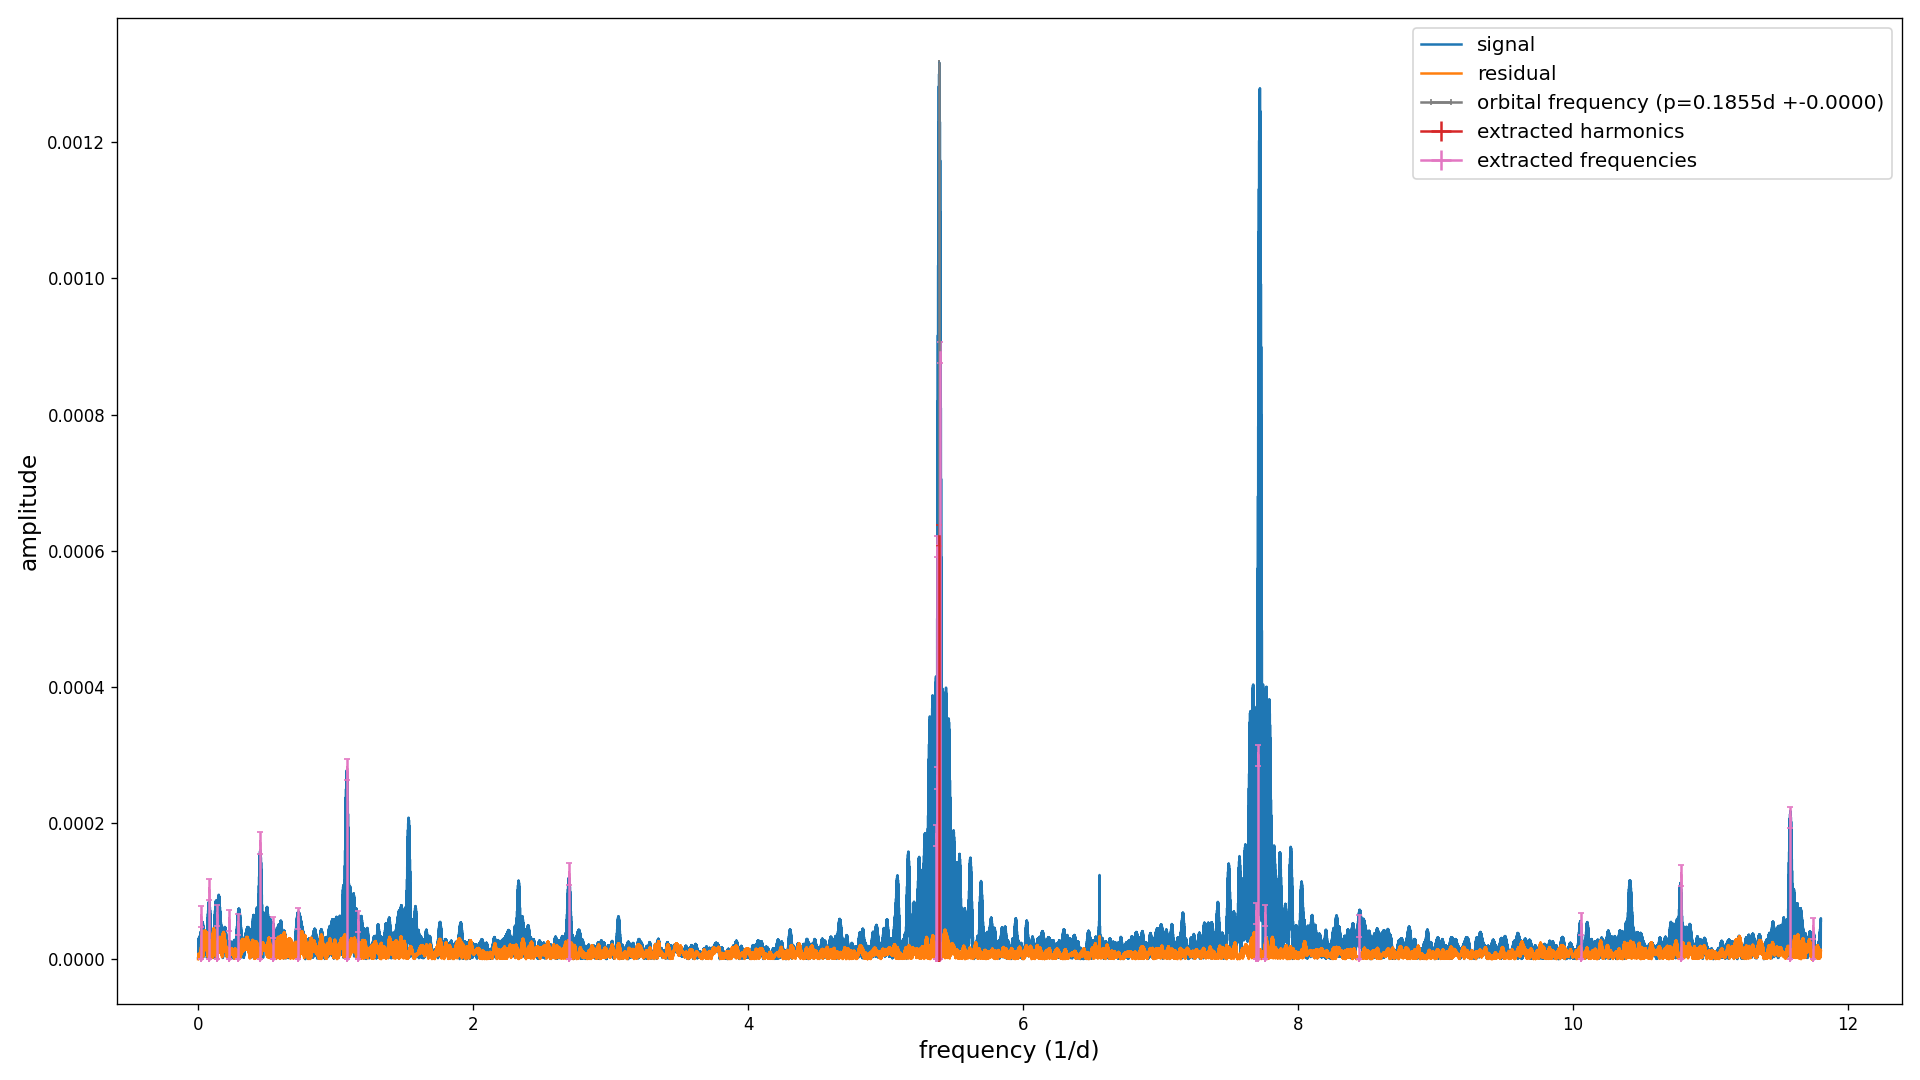 signal
residual
orbital frequency (p=0.1855d +-0.0000)
extracted harmonics
extracted frequencies
0.0012
0.0010
0.0008
0.0006
0.0004
0.0002
0.0000
amplitude
0 2 4 6 8 10 12
frequency (1/d)